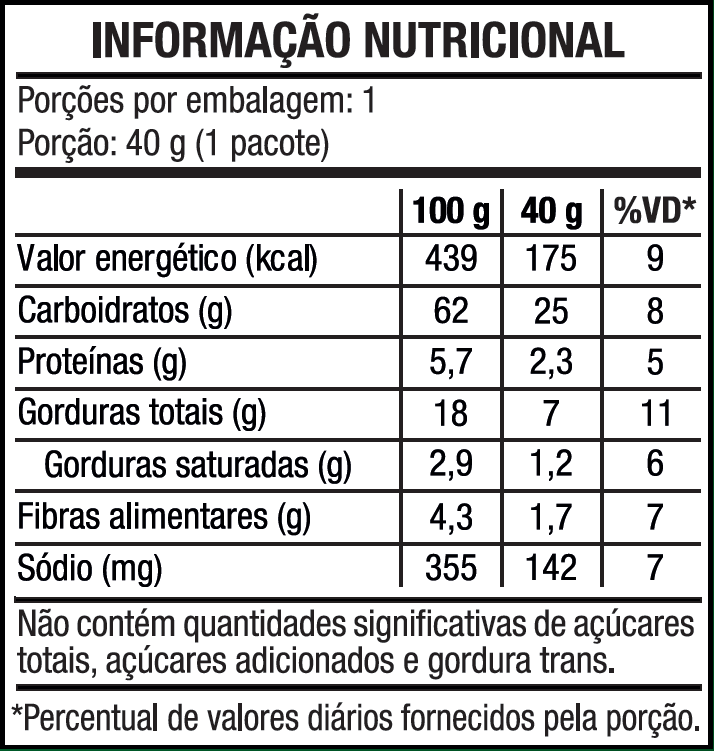 INFORMAÇÃO NUTRICIONAL
Porções por embalagem: 1
Porção: 40 g (1 pacote)
100 g 40 g %VD*
Valor energético (kcal) 439 175 9
Carboidratos (g) 62 25 8
Proteínas (g) 5,7 2,3 5
Gorduras totais (g) 18 7 11
Gorduras saturadas (g) 2,9 1,2 6
Fibras alimentares (g) 4,3 1,7 7
Sódio (mg) 355 142 7
Não contém quantidades significativas de açúcares
totais, açúcares adicionados e gordura trans.
*Percentual de valores diários fornecidos pela porção.